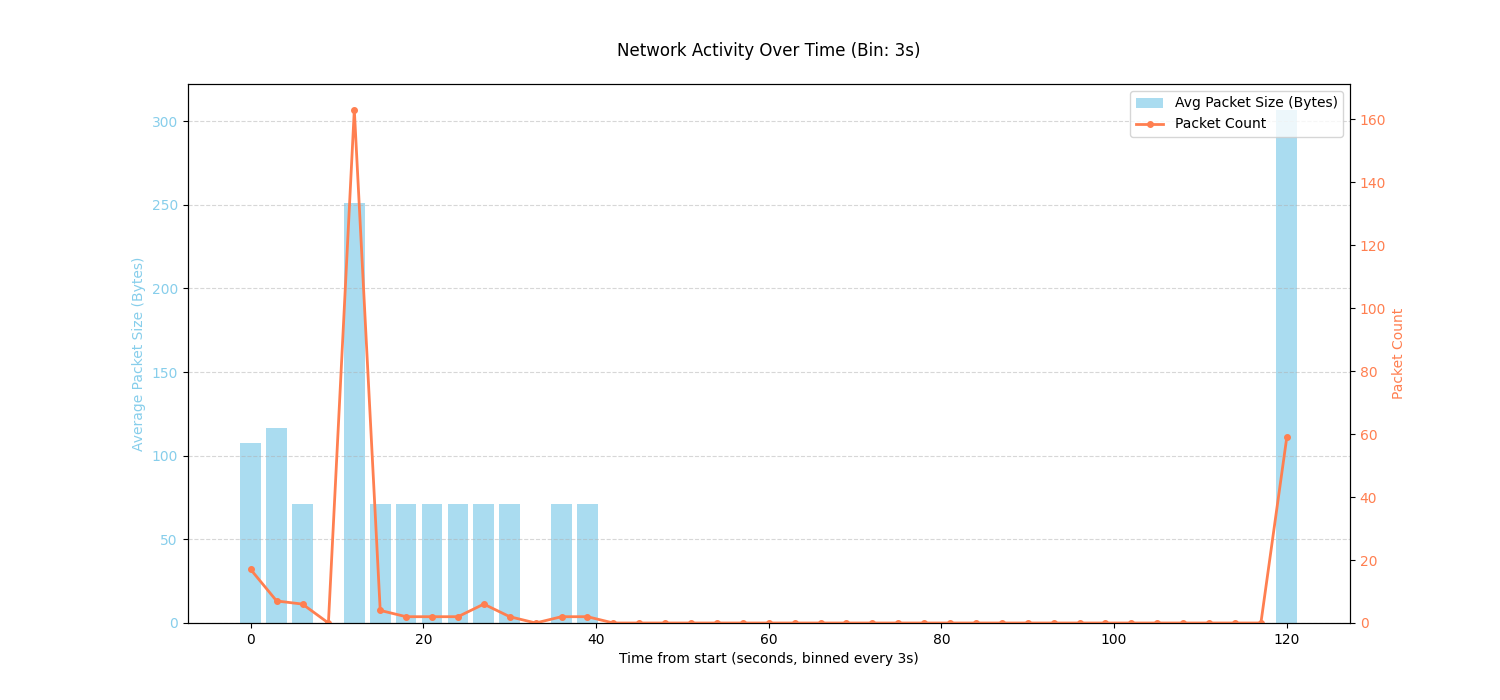 Network Activity Over Time (Bin: 3s)
Avg Packet Size (Bytes)
Packet Count
Average Packet Size (Bytes)
300
250
200
150
100
50
0
Packet Count
160
140
120
100
80
60
40
20
0
0 20 40 60 80 100 120
Time from start (seconds, binned every 3s)